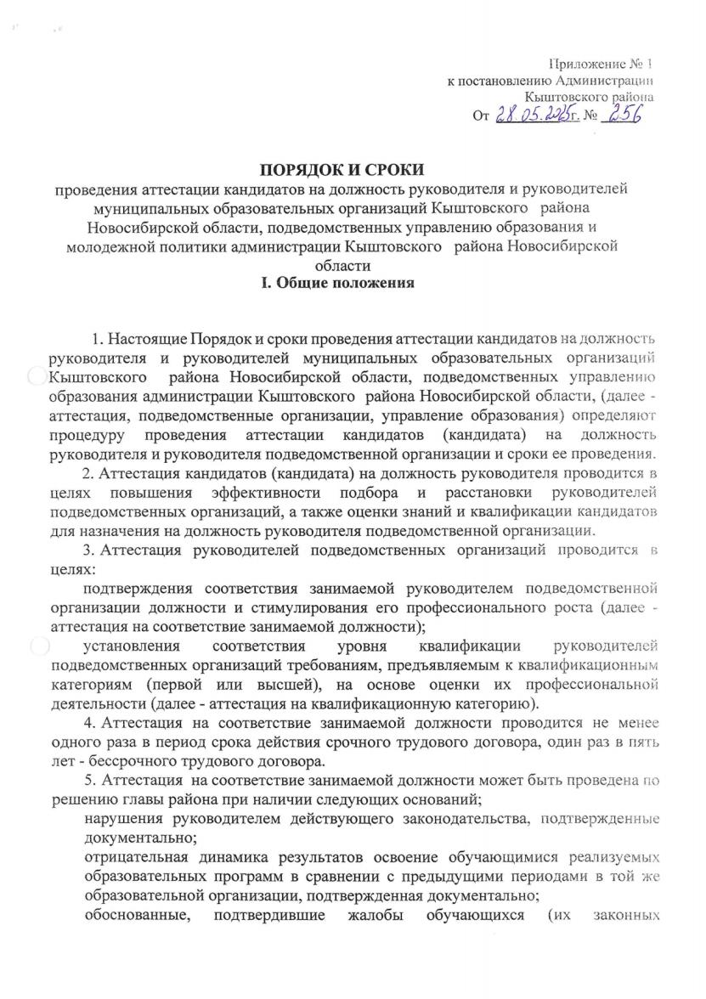 Приложение № 1
к постановлению Администрации
Кыштовского района
От 28.05.2025г. № 256
ПОРЯДОК И СРОКИ
проведения аттестации кандидатов на должность руководителя и руководителей
муниципальных образовательных организаций Кыштовского района
Новосибирской области, подведомственных управлению образования и
молодежной политики администрации Кыштовского района Новосибирской
области
I. Общие положения
1. Настоящие Порядок и сроки проведения аттестации кандидатов на должность
руководителя и руководителей муниципальных образовательных организаций
Кыштовского района Новосибирской области, подведомственных управлению
образования администрации Кыштовского района Новосибирской области, (далее -
аттестация, подведомственные организации, управление образования) определяют
процедуру проведения аттестации кандидатов (кандидата) на должность
руководителя и руководителя подведомственной организации и сроки ее проведения.
2. Аттестация кандидатов (кандидата) на должность руководителя проводится в
целях повышения эффективности подбора и расстановки руководителей
подведомственных организаций, а также оценки знаний и квалификации кандидатов
для назначения на должность руководителя подведомственной организации.
3. Аттестация руководителей подведомственных организаций проводится в
целях:
подтверждения соответствия занимаемой руководителем подведомственной
организации должности и стимулирования его профессионального роста (далее -
аттестация на соответствие занимаемой должности);
установления соответствия уровня квалификации руководителей
подведомственных организаций требованиям, предъявляемым к квалификационным
категориям (первой или высшей), на основе оценки их профессиональной
деятельности (далее - аттестация на квалификационную категорию).
4. Аттестация на соответствие занимаемой должности проводится не менее
одного раза в период срока действия срочного трудового договора, один раз в пять
лет - бессрочного трудового договора.
5. Аттестация на соответствие занимаемой должности может быть проведена по
решению главы района при наличии следующих оснований;
нарушения руководителем действующего законодательства, подтвержденные
документально;
отрицательная динамика результатов освоение обучающимися реализуемых
образовательных программ в сравнении с предыдущими периодами в той же
образовательной организации, подтвержденная документально;
обоснованные, подтвердившие жалобы обучающихся (их законных